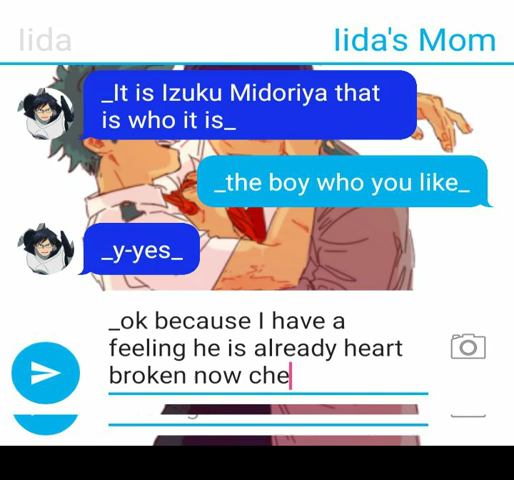 Iida
Iida's Mom
_It is Izuku Midoriya that
is who it is_
_the boy who you like_
_y-yes_
_ok because I have a
feeling he is already heart
broken now che